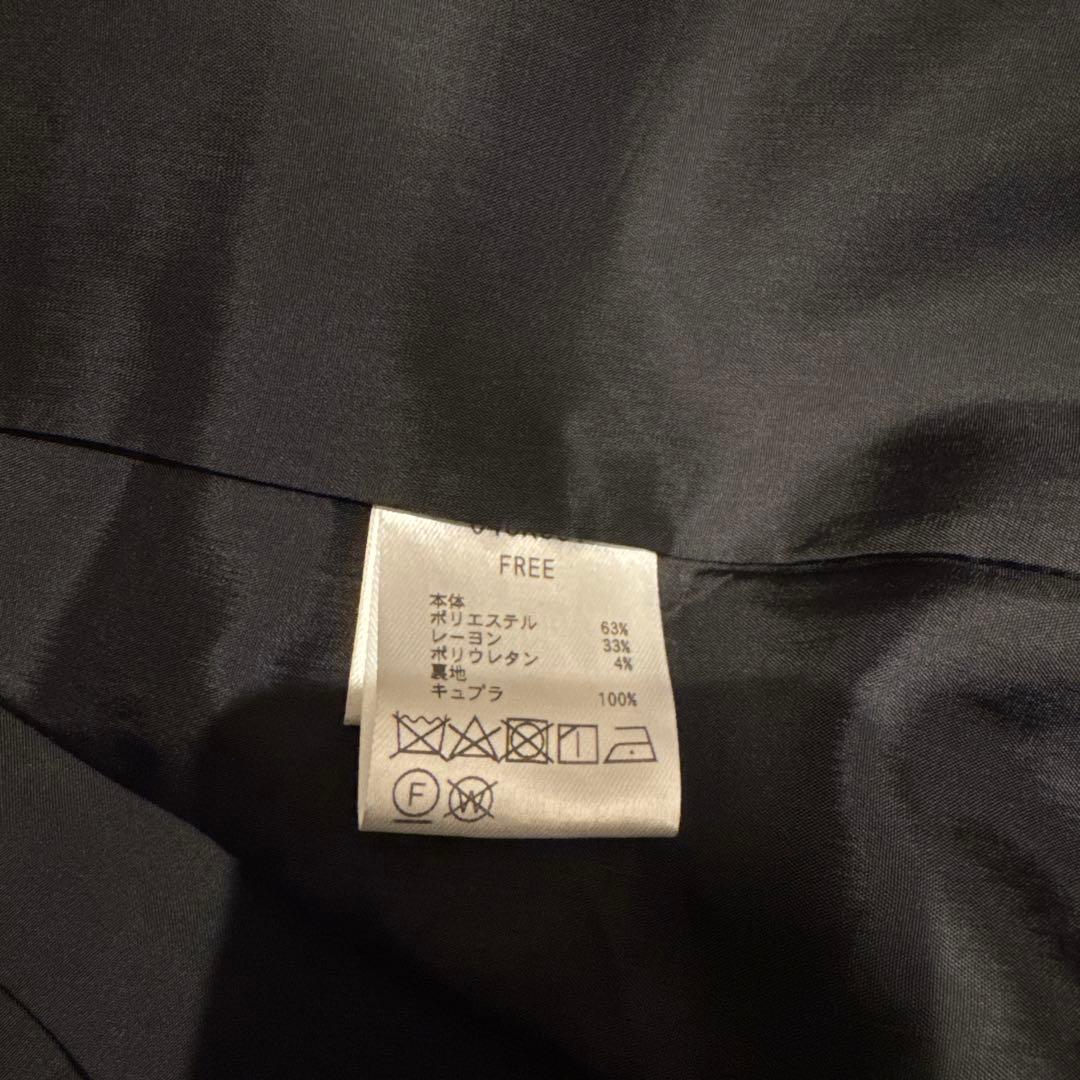 FREE
本体
ポリエステル 63%
レーヨン 33%
ポリウレタン 4%
裏地
キュプラ 100%
F W